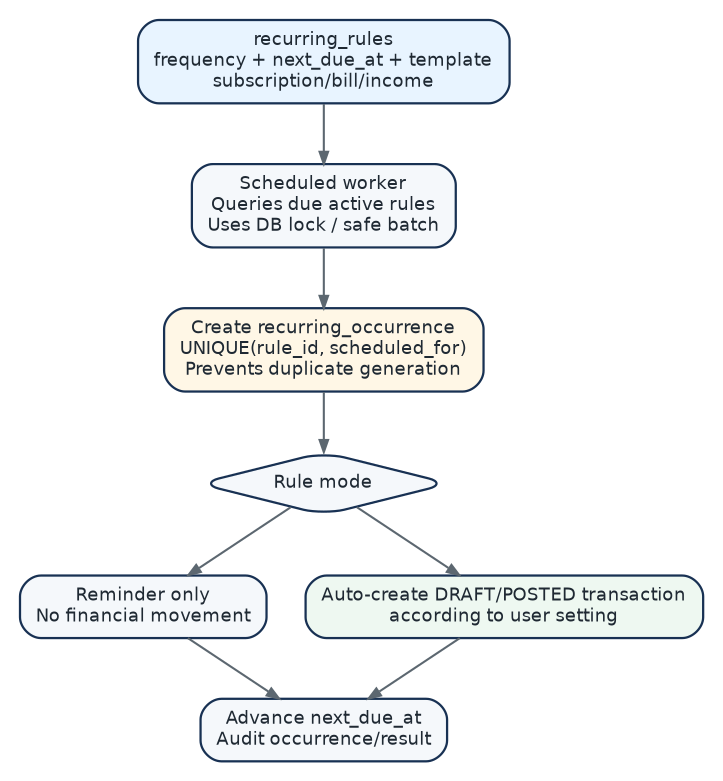 recurring_rules
frequency + next_due_at + template
subscription/bill/income
Scheduled worker
Queries due active rules
Uses DB lock / safe batch
Create recurring_occurrence
UNIQUE(rule_id, scheduled_for)
Prevents duplicate generation
Rule mode
Reminder only
No financial movement
Auto-create DRAFT/POSTED transaction
according to user setting
Advance next_due_at
Audit occurrence/result